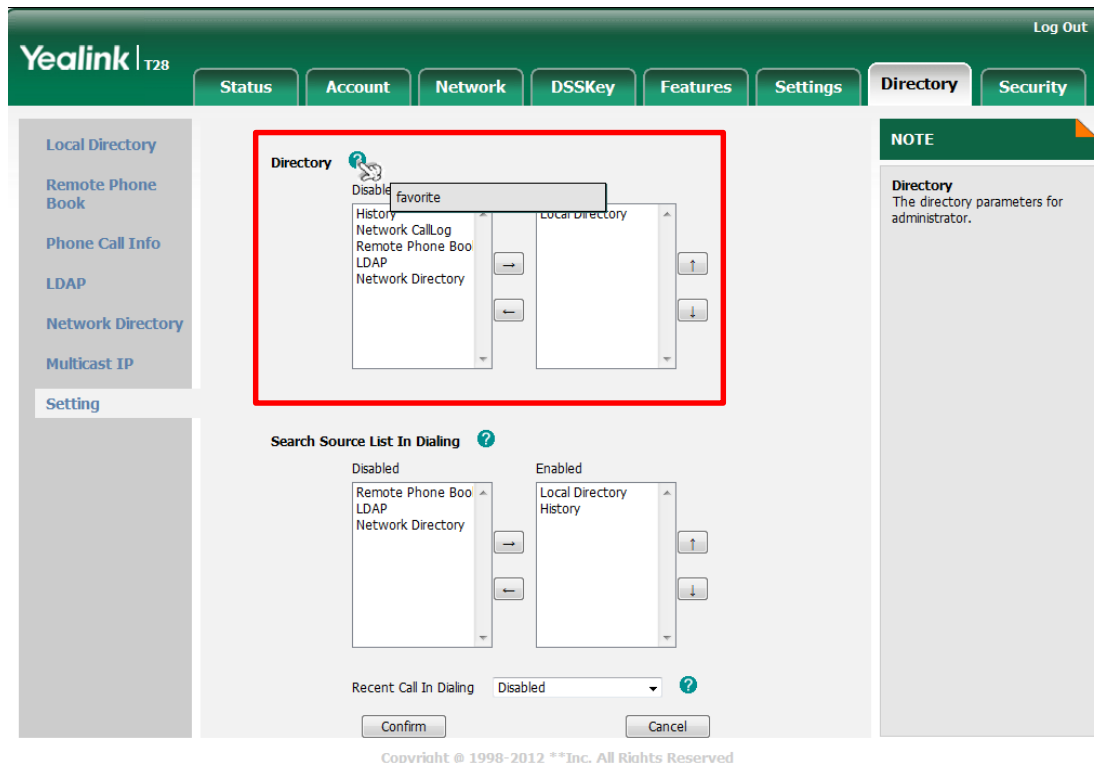 Log Out
Yealink | T28
Status Account Network DSSKey Features Settings Directory Security
Local Directory
Remote Phone
Book
Phone Call Info
LDAP
Network Directory
Multicast IP
Setting
Directory ?
Disable
favorite
History
Network CallLog
Remote Phone Boo
LDAP
Network Directory
Local Directory
→
←
↑
↓
Search Source List In Dialing ?
Disabled
Enabled
Remote Phone Boo
LDAP
Network Directory
Local Directory
History
→
←
↑
↓
Recent Call In Dialing Disabled ?
Confirm Cancel
NOTE
Directory
The directory parameters for
administrator.
Copyright @ 1998-2012 **Inc. All Rights Reserved